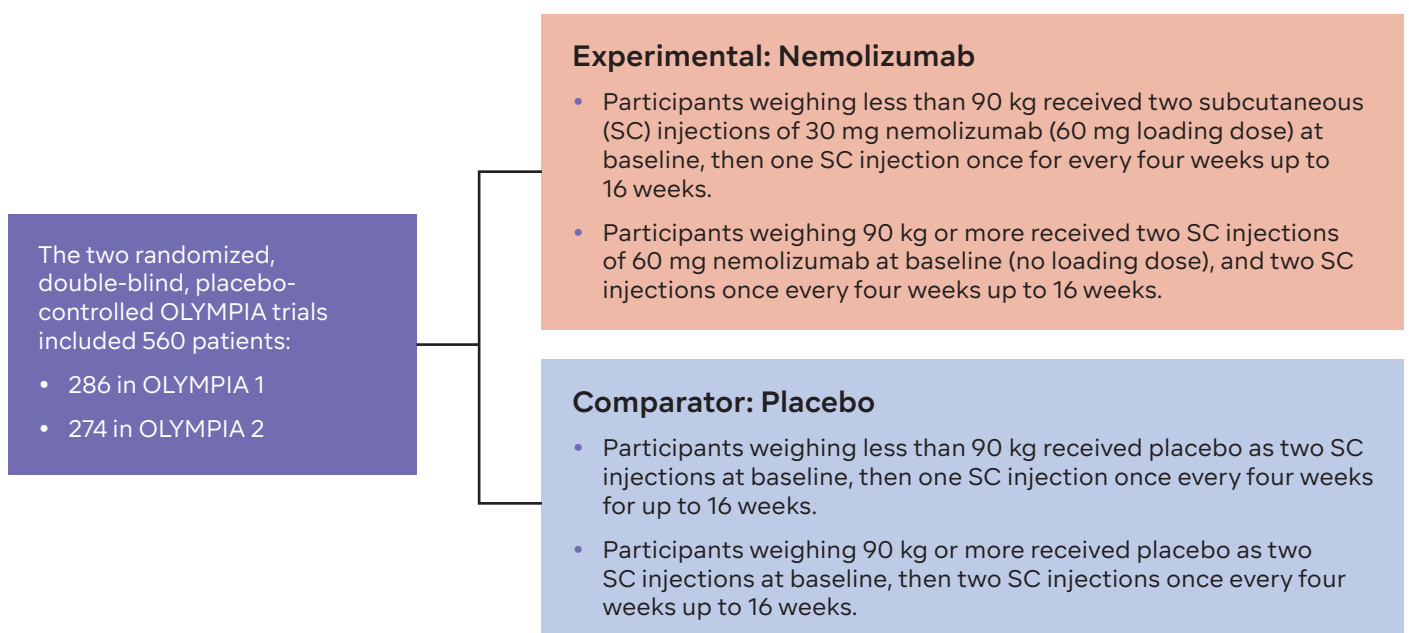 The two randomized,
double-blind, placebo-
controlled OLYMPIA trials
included 560 patients:
• 286 in OLYMPIA 1
• 274 in OLYMPIA 2
Experimental: Nemolizumab
• Participants weighing less than 90 kg received two subcutaneous
(SC) injections of 30 mg nemolizumab (60 mg loading dose) at
baseline, then one SC injection once for every four weeks up to
16 weeks.
• Participants weighing 90 kg or more received two SC injections
of 60 mg nemolizumab at baseline (no loading dose), and two SC
injections once every four weeks up to 16 weeks.
Comparator: Placebo
• Participants weighing less than 90 kg received placebo as two SC
injections at baseline, then one SC injection once every four weeks
for up to 16 weeks.
• Participants weighing 90 kg or more received placebo as two
SC injections at baseline, then two SC injections once every four
weeks up to 16 weeks.